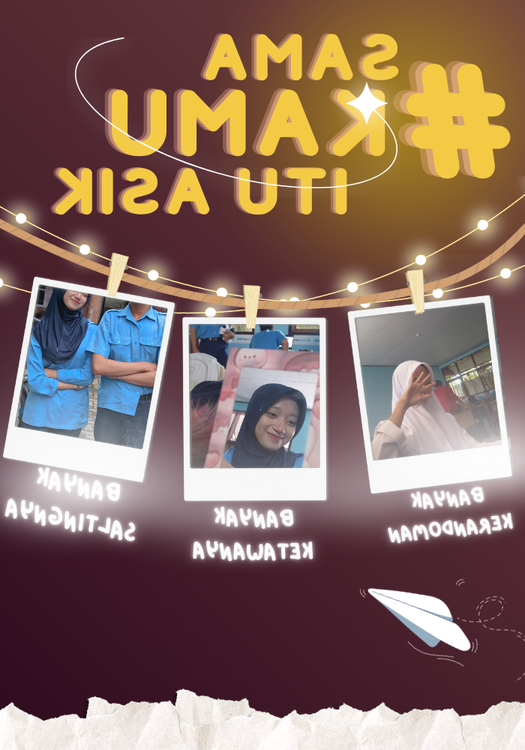 #SAMA
KAMU
ITU ASIK
BANYAK
SALTINGNYA
BANYAK
KETAWANYA
BANYAK
KERANDOMAN